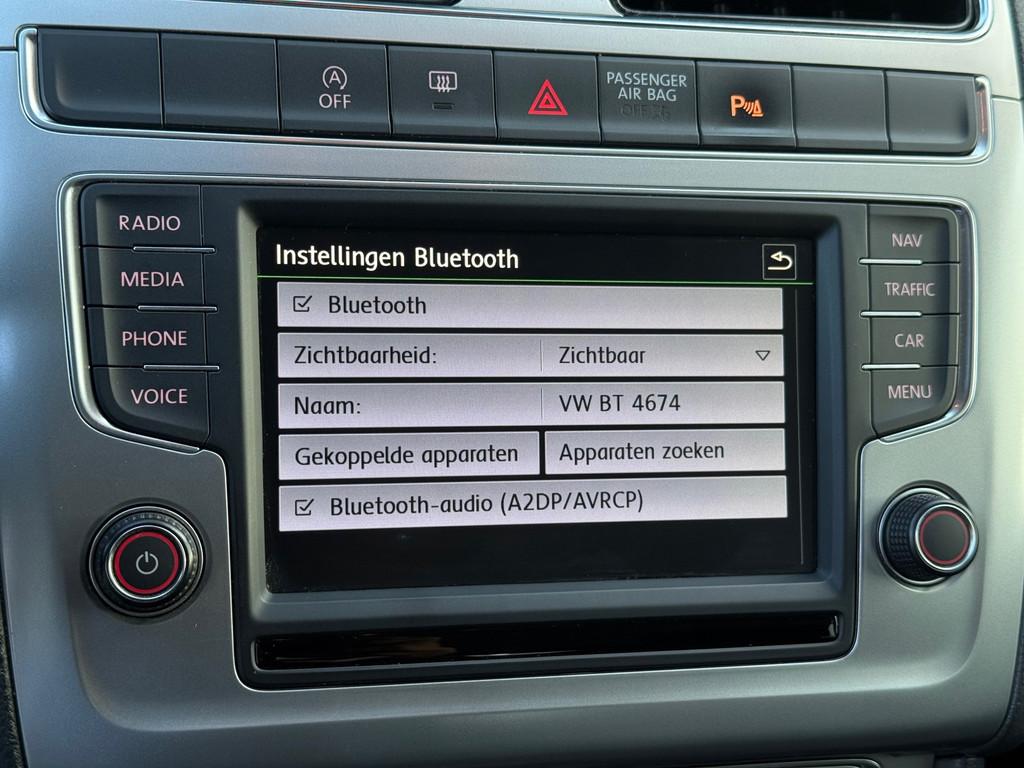 OFF
PASSENGER
AIR BAG
P
RADIO
MEDIA
PHONE
VOICE
Instellingen Bluetooth
Bluetooth
Zichtbaarheid: Zichtbaar
Naam: VW BT 4674
Gekoppelde apparaten Apparaten zoeken
Bluetooth-audio (A2DP/AVRCP)
NAV
TRAFFIC
CAR
MENU